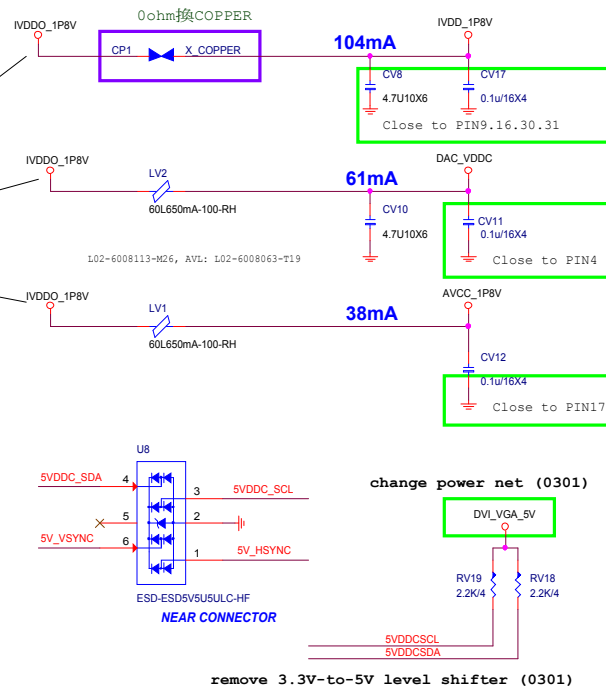 0ohm換COPPER
IVDDO_1P8V
IVDD_1P8V
CP1
X_COPPER
104mA
CV8
4.7U10X6
CV17
0.1u/16X4
Close to PIN9.16.30.31
IVDDO_1P8V
DAC_VDDC
LV2
61mA
60L650mA-100-RH
CV10
4.7U10X6
CV11
0.1u/16X4
L02-6008113-M26, AVL: L02-6008063-T19
Close to PIN4
IVDDO_1P8V
AVCC_1P8V
LV1
38mA
60L650mA-100-RH
CV12
0.1u/16X4
Close to PIN17
U8
5VDDC_SDA
4
3
5VDDC_SCL
5
2
5V_VSYNC
6
1
5V_HSYNC
ESD-ESD5V5U5ULC-HF
NEAR CONNECTOR
change power net (0301)
DVI_VGA_5V
RV19
2.2K/4
RV18
2.2K/4
5VDDCSCL
5VDDCSDA
remove 3.3V-to-5V level shifter (0301)